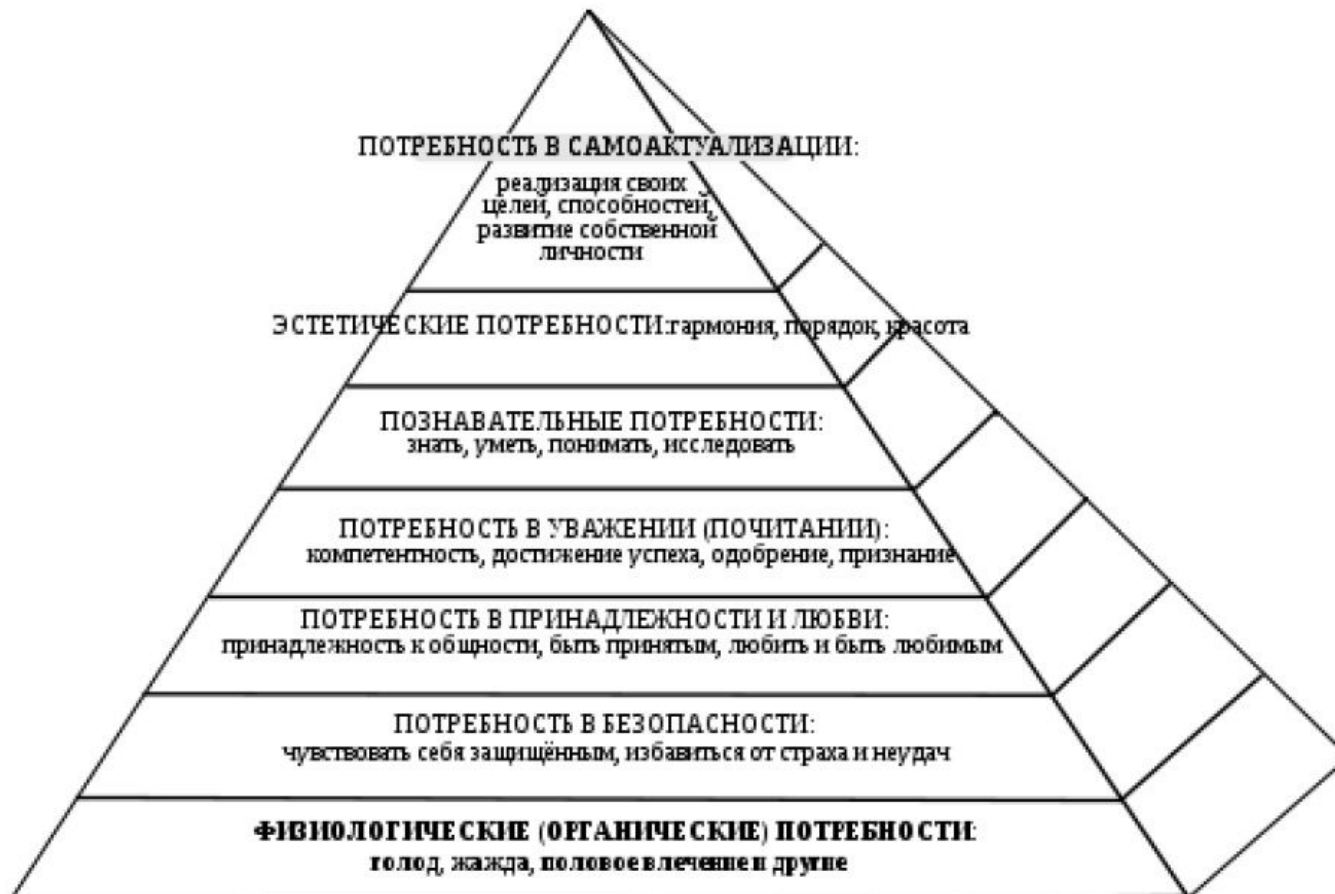 ПОТРЕБНОСТЬ В САМОАКТУАЛИЗАЦИИ:
реализация своих
целей, способностей,
развитие собственной
личности
ЭСТЕТИЧЕСКИЕ ПОТРЕБНОСТИ:гармония, порядок, красота
ПОЗНАВАТЕЛЬНЫЕ ПОТРЕБНОСТИ:
знать, уметь, понимать, исследовать
ПОТРЕБНОСТЬ В УВАЖЕНИИ (ПОЧИТАНИИ):
компетентность, достижение успеха, одобрение, признание
ПОТРЕБНОСТЬ В ПРИНАДЛЕЖНОСТИ И ЛЮБВИ:
принадлежность к общности, быть принятым, любить и быть любимым
ПОТРЕБНОСТЬ В БЕЗОПАСНОСТИ:
чувствовать себя защищённым, избавиться от страха и неудач
ФИЗИОЛОГИЧЕСКИЕ (ОРГАНИЧЕСКИЕ) ПОТРЕБНОСТИ:
голод, жажда, половое влечение и другие